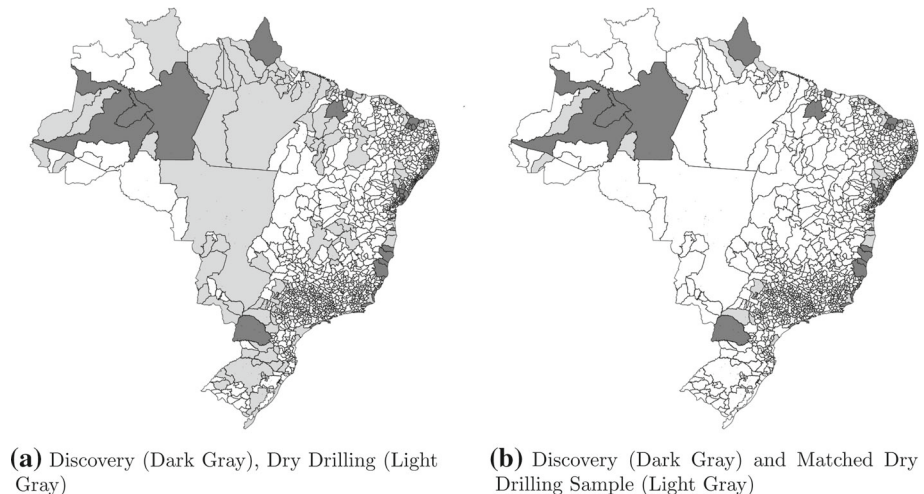 (a) Discovery (Dark Gray), Dry Drilling (Light
Gray)
(b) Discovery (Dark Gray) and Matched Dry
Drilling Sample (Light Gray)